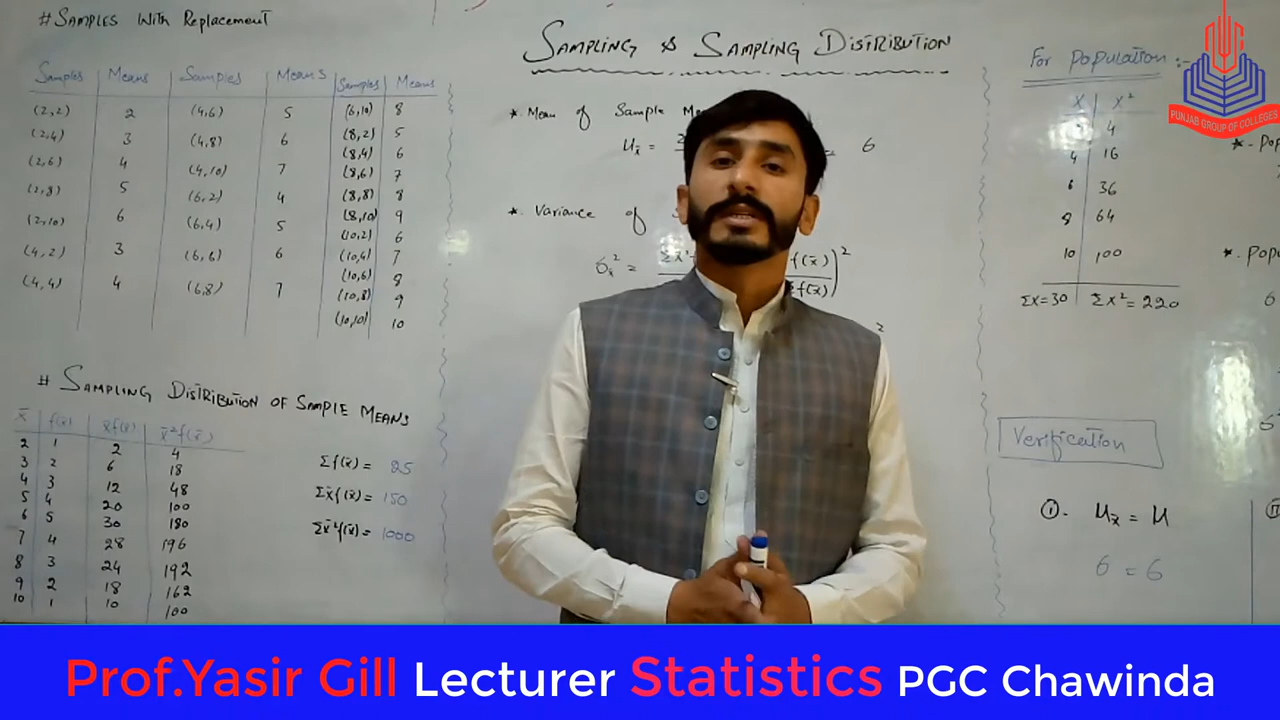 # SAMPLES WITH Replacement
Samples Means Samples Means Samples Means
(2,2) 2 (4,6) 5 (6,10) 8
(2,4) 3 (4,8) 6 (8,2) 5
(2,6) 4 (4,10) 7 (8,4) 6
(2,8) 5 (6,2) 4 (8,6) 7
(2,10) 6 (6,4) 5 (8,8) 8
(4,2) 3 (6,6) 6 (8,10) 9
(4,4) 4 (6,8) 7 (10,2) 6
(10,4) 7
(10,6) 8
(10,8) 9
(10,10) 10
# SAMPLING DISTRIBUTION OF SAMPLE MEANS
x̄ f(x̄) x̄f(x̄) x̄²f(x̄)
2 1 2 4
3 2 6 18
4 3 12 48
5 4 20 100
6 5 30 180
7 4 28 196
8 3 24 192
9 2 18 162
10 1 10 100
Σf(x̄) = 25
Σx̄f(x̄) = 150
Σx̄²f(x̄) = 1000
SAMPLING & SAMPLING DISTRIBUTION
*. Mean of Sample
μx̄ = = 6
*. Variance of
σx̄² =
f(x̄) )²
f(x̄)
2
For Population :-
X X²
4
4 16
6 36
8 64
10 100
ΣX=30 ΣX²=220
Verification
①. μx̄ = μ
6 = 6
PUNJAB GROUP OF COLLEGES
Prof.Yasir Gill Lecturer Statistics PGC Chawinda